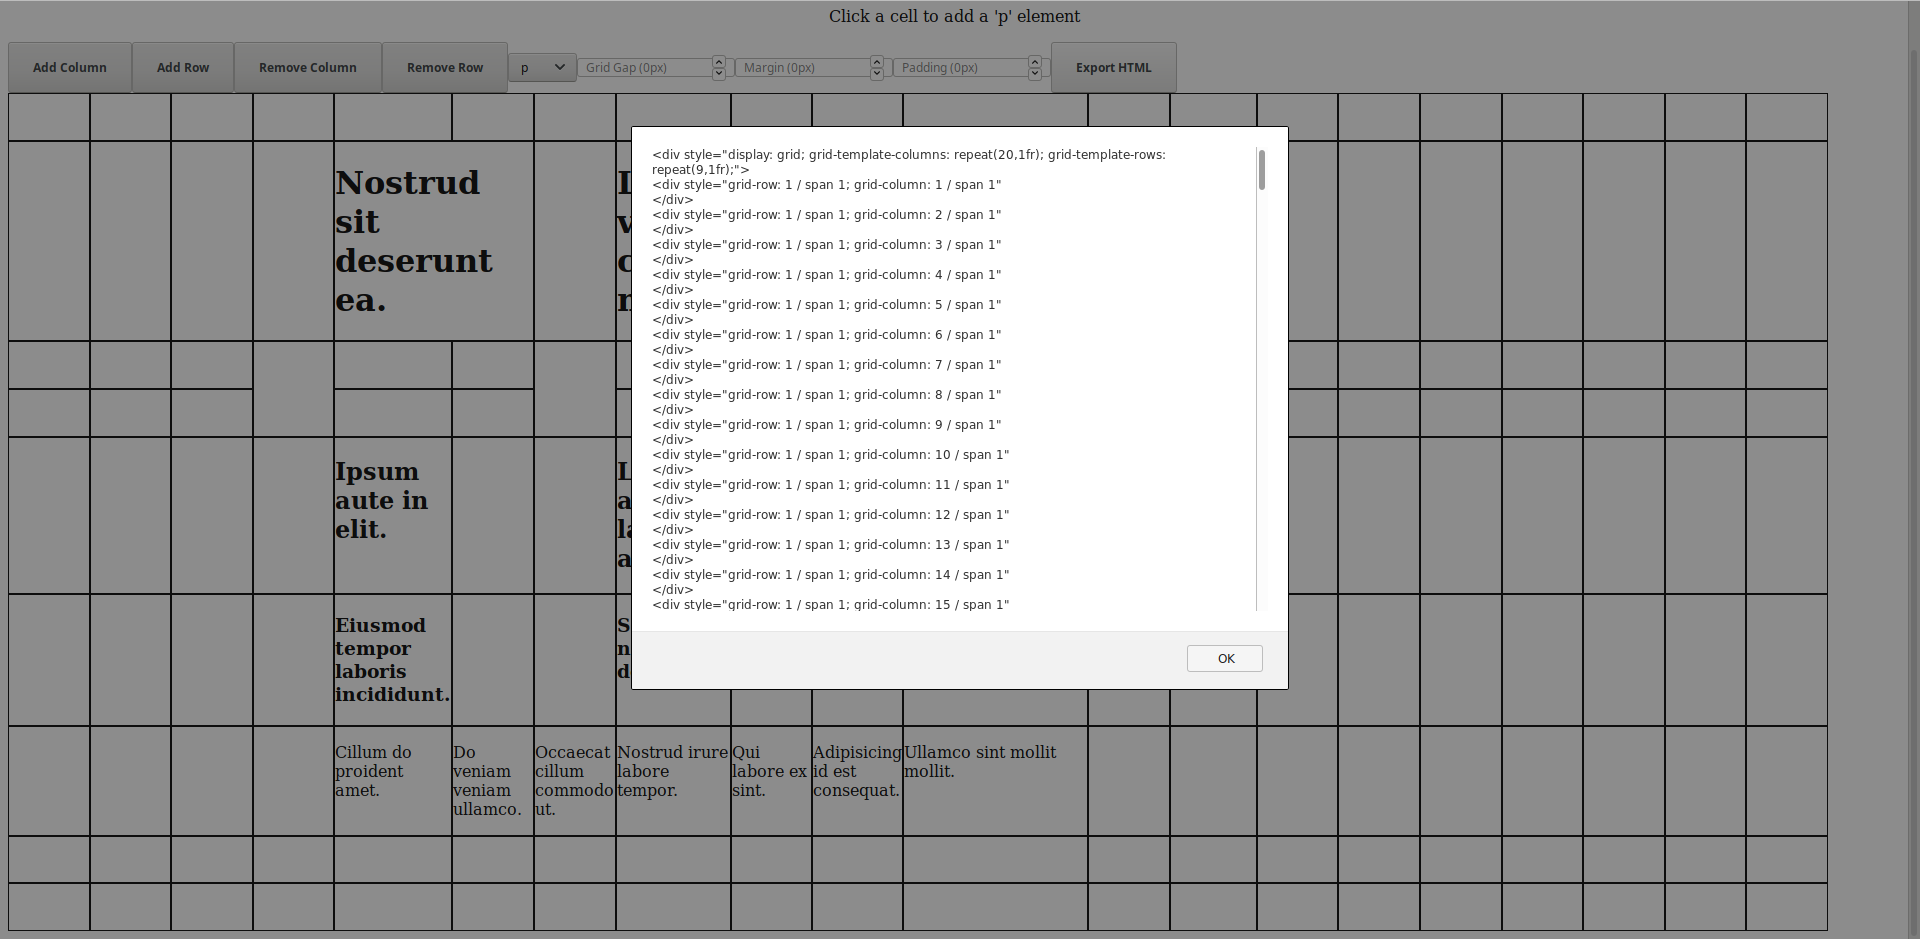 Click a cell to add a 'p' element
Add Column Add Row Remove Column Remove Row p Grid Gap (0px) Margin (0px) Padding (0px) Export HTML
<div style="display: grid; grid-template-columns: repeat(20,1fr); grid-template-rows:
repeat(9,1fr);">
<div style="grid-row: 1 / span 1; grid-column: 1 / span 1"
</div>
<div style="grid-row: 1 / span 1; grid-column: 2 / span 1"
</div>
<div style="grid-row: 1 / span 1; grid-column: 3 / span 1"
</div>
<div style="grid-row: 1 / span 1; grid-column: 4 / span 1"
</div>
<div style="grid-row: 1 / span 1; grid-column: 5 / span 1"
</div>
<div style="grid-row: 1 / span 1; grid-column: 6 / span 1"
</div>
<div style="grid-row: 1 / span 1; grid-column: 7 / span 1"
</div>
<div style="grid-row: 1 / span 1; grid-column: 8 / span 1"
</div>
<div style="grid-row: 1 / span 1; grid-column: 9 / span 1"
</div>
<div style="grid-row: 1 / span 1; grid-column: 10 / span 1"
</div>
<div style="grid-row: 1 / span 1; grid-column: 11 / span 1"
</div>
<div style="grid-row: 1 / span 1; grid-column: 12 / span 1"
</div>
<div style="grid-row: 1 / span 1; grid-column: 13 / span 1"
</div>
<div style="grid-row: 1 / span 1; grid-column: 14 / span 1"
</div>
<div style="grid-row: 1 / span 1; grid-column: 15 / span 1"
OK
Nostrud
sit
deserunt
ea.
Ipsum
aute in
elit.
Eiusmod
tempor
laboris
incididunt.
Cillum do
proident
amet.
Do
veniam
veniam
ullamco.
Occaecat
cillum
commodo
ut.
Nostrud irure
labore
tempor.
Qui
labore ex
sint.
Adipisicing
id est
consequat.
Ullamco sint mollit
mollit.